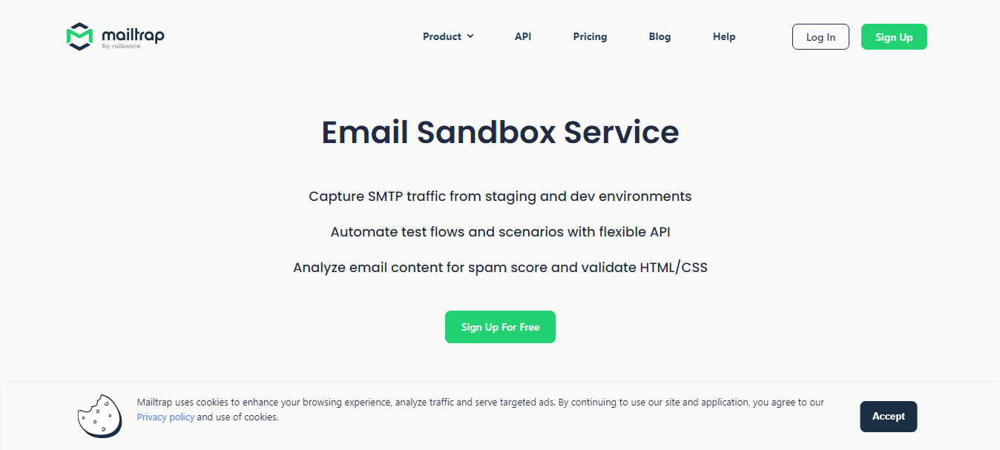 mailtrap
by railsware
Product
API
Pricing
Blog
Help
Log In
Sign Up
Email Sandbox Service
Capture SMTP traffic from staging and dev environments
Automate test flows and scenarios with flexible API
Analyze email content for spam score and validate HTML/CSS
Sign Up For Free
Mailtrap uses cookies to enhance your browsing experience, analyze traffic and serve targeted ads. By continuing to use our site and application, you agree to our
Privacy policy and use of cookies.
Accept